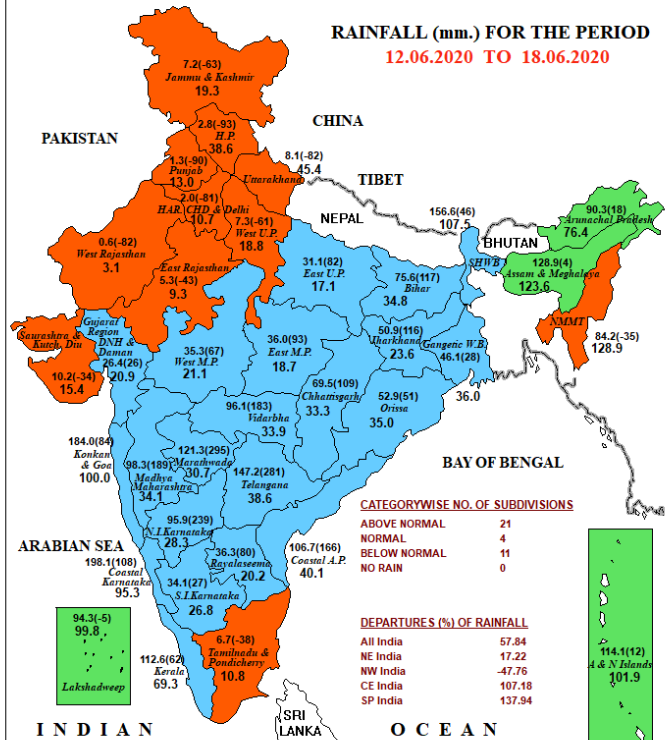 RAINFALL (mm.) FOR THE PERIOD
12.06.2020 TO 18.06.2020
7.2(-63)
Jammu & Kashmir
19.3
CHINA
PAKISTAN
2.8(-93)
H.P.
38.6
1.3(-90)
Punjab
13.0
8.1(-82)
Uttarakhand
45.4
TIBET
2.0(-81)
HAR. CHD & Delhi
10.7
7.3(-61)
West U.P.
18.8
NEPAL
156.6(46)
107.5
SHWB
BHUTAN
90.3(18)
Arunachal Pradesh
76.4
0.6(-82)
West Rajasthan
3.1
East Rajasthan
5.3(-43)
9.3
31.1(82)
East U.P.
17.1
75.6(117)
Bihar
34.8
128.9(4)
Assam & Meghalaya
123.6
NMMT
84.2(-35)
128.9
Saurashtra &
Kutch, Diu
10.2(-34)
15.4
Gujarat
Region
DNH &
Daman
26.4(26)
20.9
35.3(67)
West M.P.
21.1
36.0(93)
East M.P.
18.7
50.9(116)
Jharkhand
23.6
Gangetic W.B.
46.1(28)
36.0
69.5(109)
Chhattisgarh
33.3
52.9(51)
Orissa
35.0
96.1(183)
Vidarbha
33.9
184.0(84)
Konkan
& Goa
100.0
98.3(189)
Madhya
Maharashtra
34.1
121.3(295)
Marathwada
30.7
147.2(281)
Telangana
38.6
BAY OF BENGAL
95.9(239)
N.I.Karnataka
28.3
ARABIAN SEA
198.1(108)
Coastal
Karnataka
95.3
36.3(80)
Rayalaseema
20.2
106.7(166)
Coastal A.P.
40.1
34.1(27)
S.I.Karnataka
26.8
CATEGORYWISE NO. OF SUBDIVISIONS
ABOVE NORMAL 21
NORMAL 4
BELOW NORMAL 11
NO RAIN 0
DEPARTURES (%) OF RAINFALL
All India 57.84
NE India 17.22
NW India -47.76
CE India 107.18
SP India 137.94
94.3(-5)
99.8
Lakshadweep
112.6(62)
Kerala
69.3
6.7(-38)
Tamilnadu &
Pondicherry
10.8
114.1(12)
A & N Islands
101.9
SRI
LANKA
INDIAN OCEAN